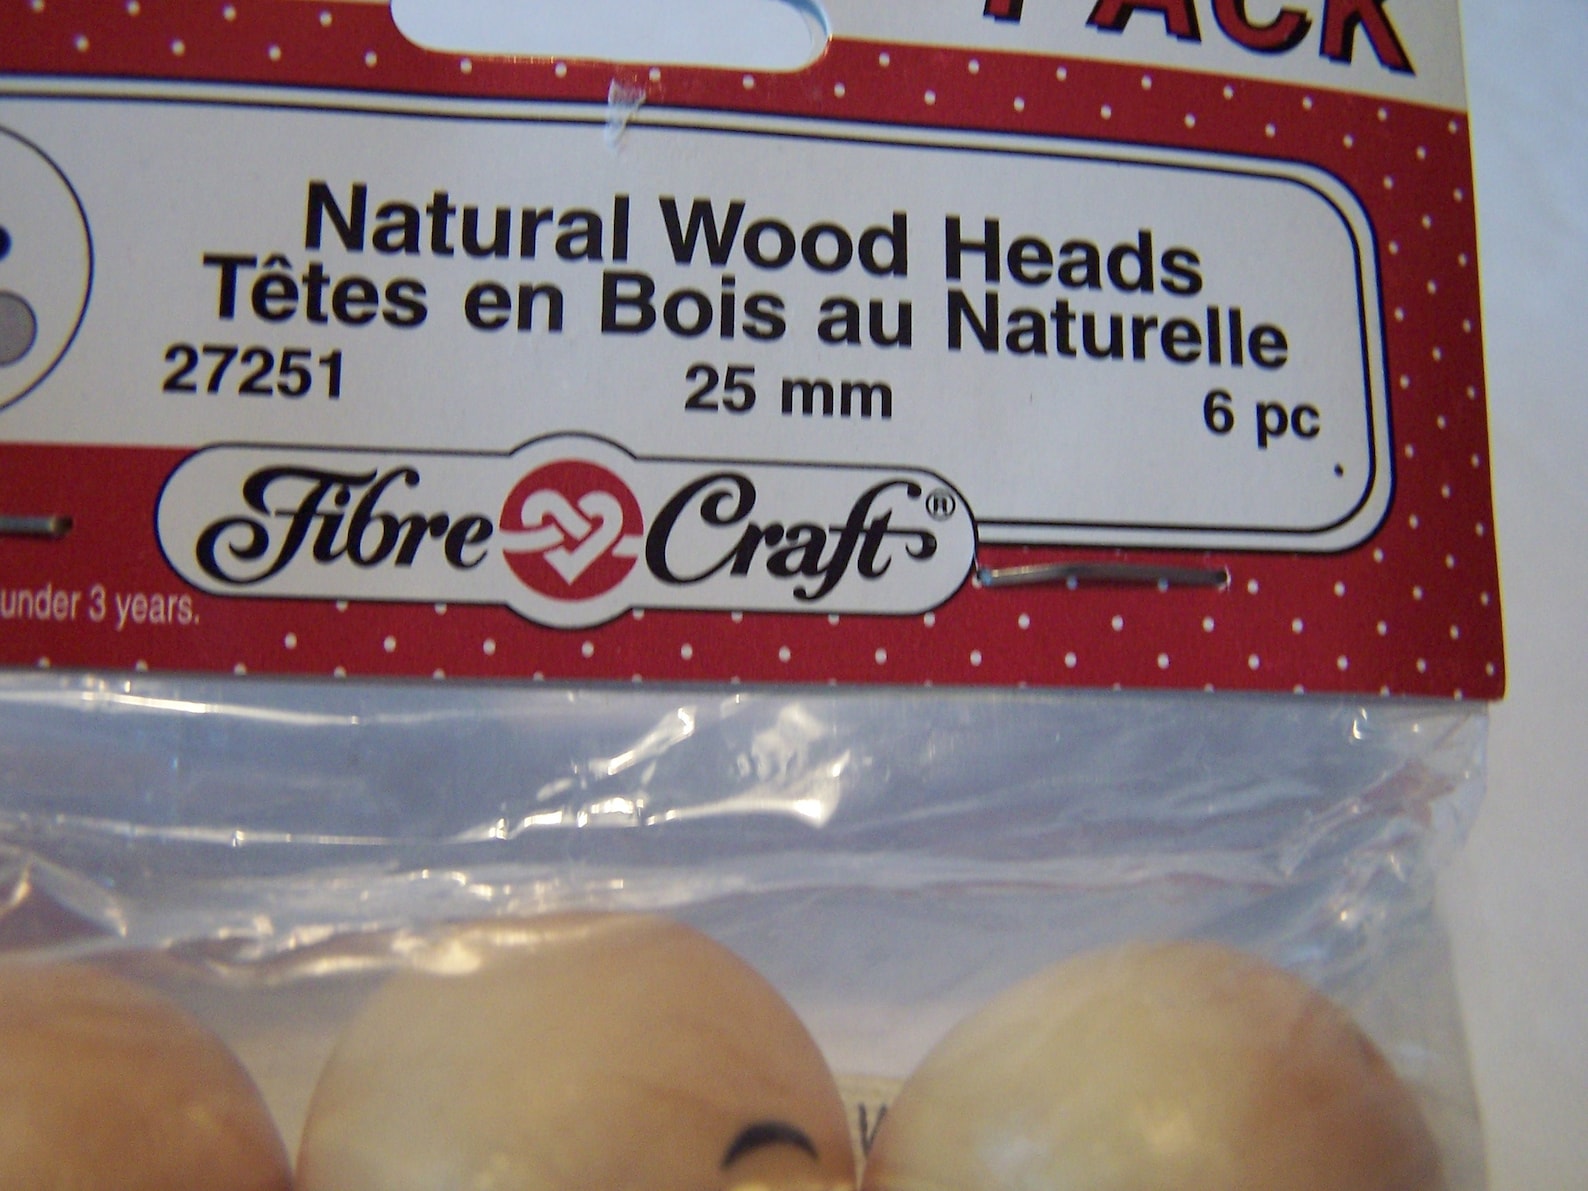 PACK
Natural Wood Heads
Têtes en Bois au Naturelle
27251 25 mm 6 pc
Fibre Craft®
under 3 years.